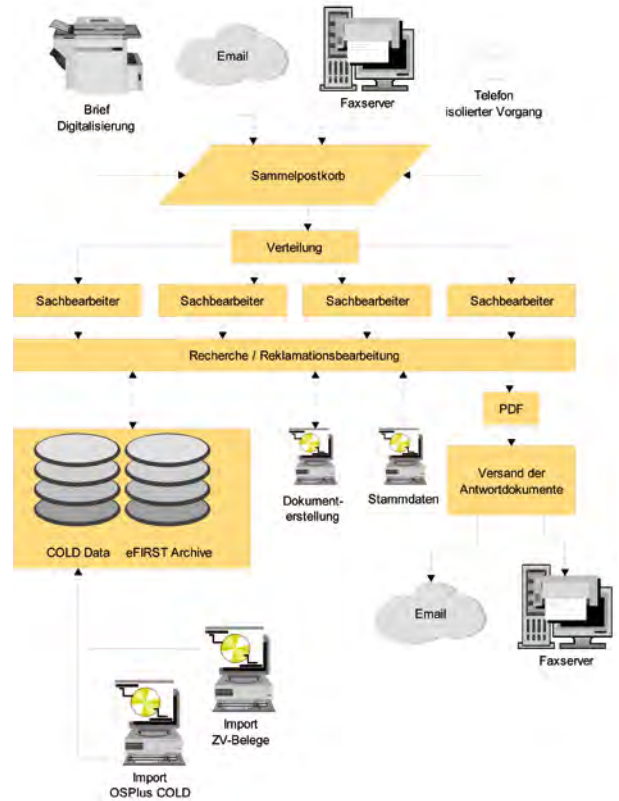 Email
Brief
Digitalisierung
Faxserver
Telefon
isolierter Vorgang
Sammelpostkorb
Verteilung
Sachbearbeiter
Sachbearbeiter
Sachbearbeiter
Sachbearbeiter
Recherche / Reklamationsbearbeitung
PDF
Versand der
Antwortdokumente
Dokument-
erstellung
Stammdaten
COLD Data
eFIRST Archive
Email
Faxserver
Import
ZV-Belege
Import
OSPlus COLD